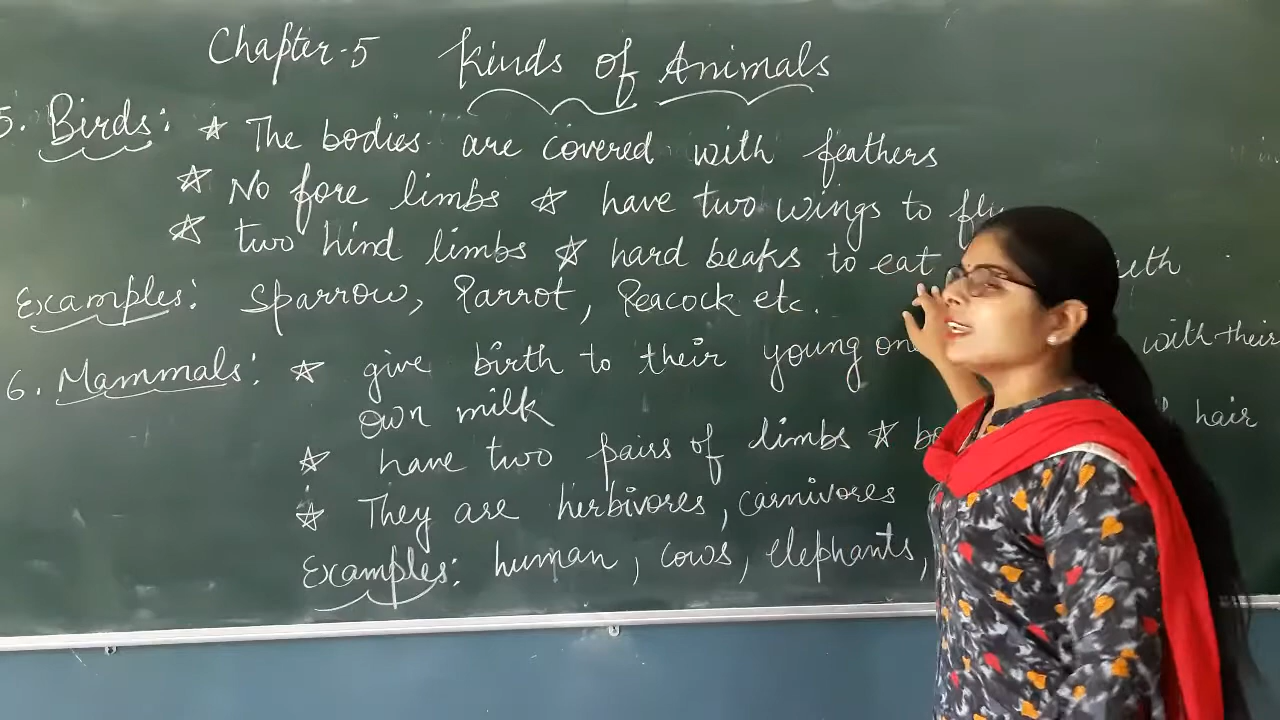 Chapter-5 Kinds of Animals
5. Birds: ☆ The bodies are covered with feathers
☆ No fore limbs ☆ have two wings to fly
☆ two hind limbs ☆ hard beaks to eat
Examples: Sparrow, Parrot, Peacock etc.
6. Mammals: ☆ give birth to their young with their
own milk
☆ have two pairs of limbs ☆ hair
☆ They are herbivores, carnivores
Examples: human, cows, elephants,